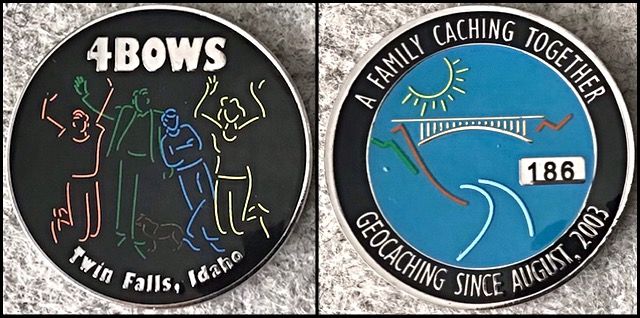 4BOWS
Twin Falls, Idaho
A FAMILY CACHING TOGETHER
186
GEOCACHING SINCE AUGUST, 2003